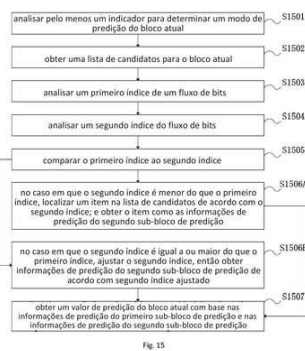 analisar pelo menos um indicador para determinar um modo de
predição do bloco atual
S1501
obter uma lista de candidatos para o bloco atual
S1502
analisar um primeiro índice de um fluxo de bits
S1503
analisar um segundo índice do fluxo de bits
S1504
comparar o primeiro índice ao segundo índice
S1505
no caso em que o segundo índice é menor do que o primeiro
índice, localizar um item na lista de candidatos de acordo com o
segundo índice; e obter o item como as informações de
predição do segundo sub-bloco de predição
S1506A
no caso em que o segundo índice é igual a ou maior do que o
primeiro índice, ajustar o segundo índice, então obter
informações de predição do segundo sub-bloco de predição de
acordo com segundo índice ajustado
S1506B
obter um valor de predição do bloco atual com base nas
informações de predição do primeiro sub-bloco de predição e nas
informações de predição do segundo sub-bloco de predição
S1507
Fig. 15